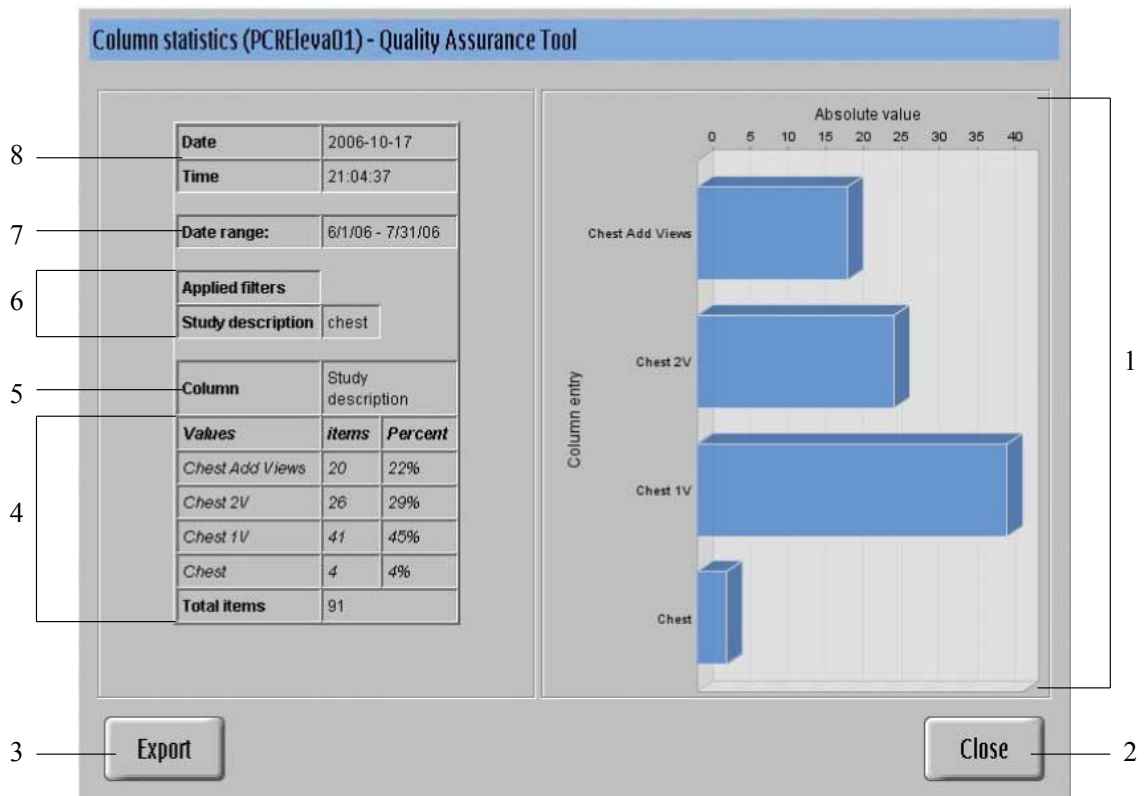 Column statistics (PCREleva01) - Quality Assurance Tool
8
Date 2006-10-17
Time 21:04:37
7
Date range: 6/1/06 - 7/31/06
6
Applied filters
Study description chest
5
Column Study
description
4
Values items Percent
Chest Add Views 20 22%
Chest 2V 26 29%
Chest 1V 41 45%
Chest 4 4%
Total items 91
Absolute value
0 5 10 15 20 25 30 35 40
Column entry
Chest Add Views
Chest 2V
Chest 1V
Chest
1
3
Export
Close
2